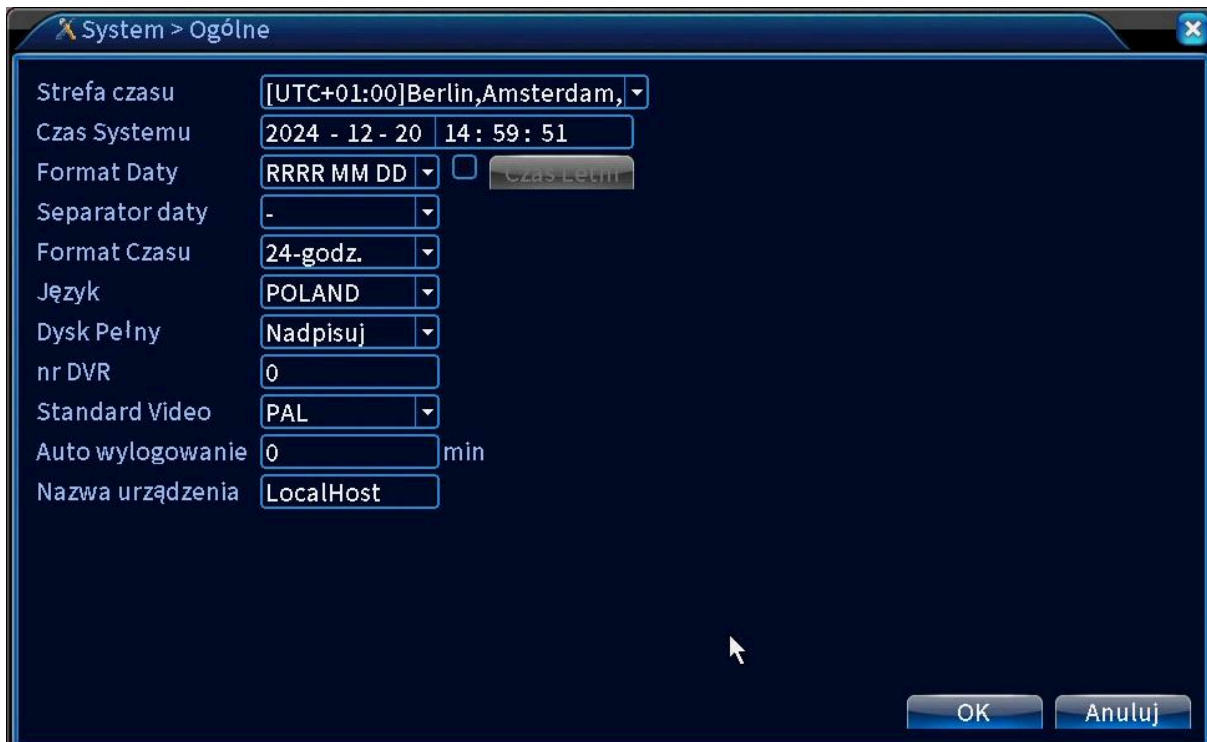 System > Ogólne
Strefa czasu [UTC+01:00]Berlin,Amsterdam,
Czas Systemu 2024 - 12 - 20 14 : 59 : 51
Format Daty RRRR MM DD Czas Letni
Separator daty -
Format Czasu 24-godz.
Język POLAND
Dysk Pełny Nadpisuj
nr DVR 0
Standard Video PAL
Auto wylogowanie 0 min
Nazwa urządzenia LocalHost
OK Anuluj